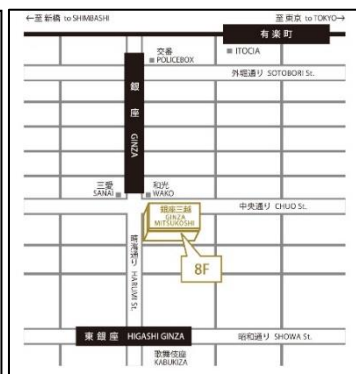 ←至 新橋 to SHIMBASHI
至 東京 to TOKYO→
有楽町
交番
POLICEBOX
ITOCIA
外堀通り SOTOBORI St.
銀座 GINZA
三愛
SANAI
和光
WAKO
銀座三越
GINZA
MITSUKOSHI
中央通り CHUO St.
晴海通り HARUMI St.
8F
東銀座 HIGASHI GINZA
昭和通り SHOWA St.
歌舞伎座
KABUKIZA